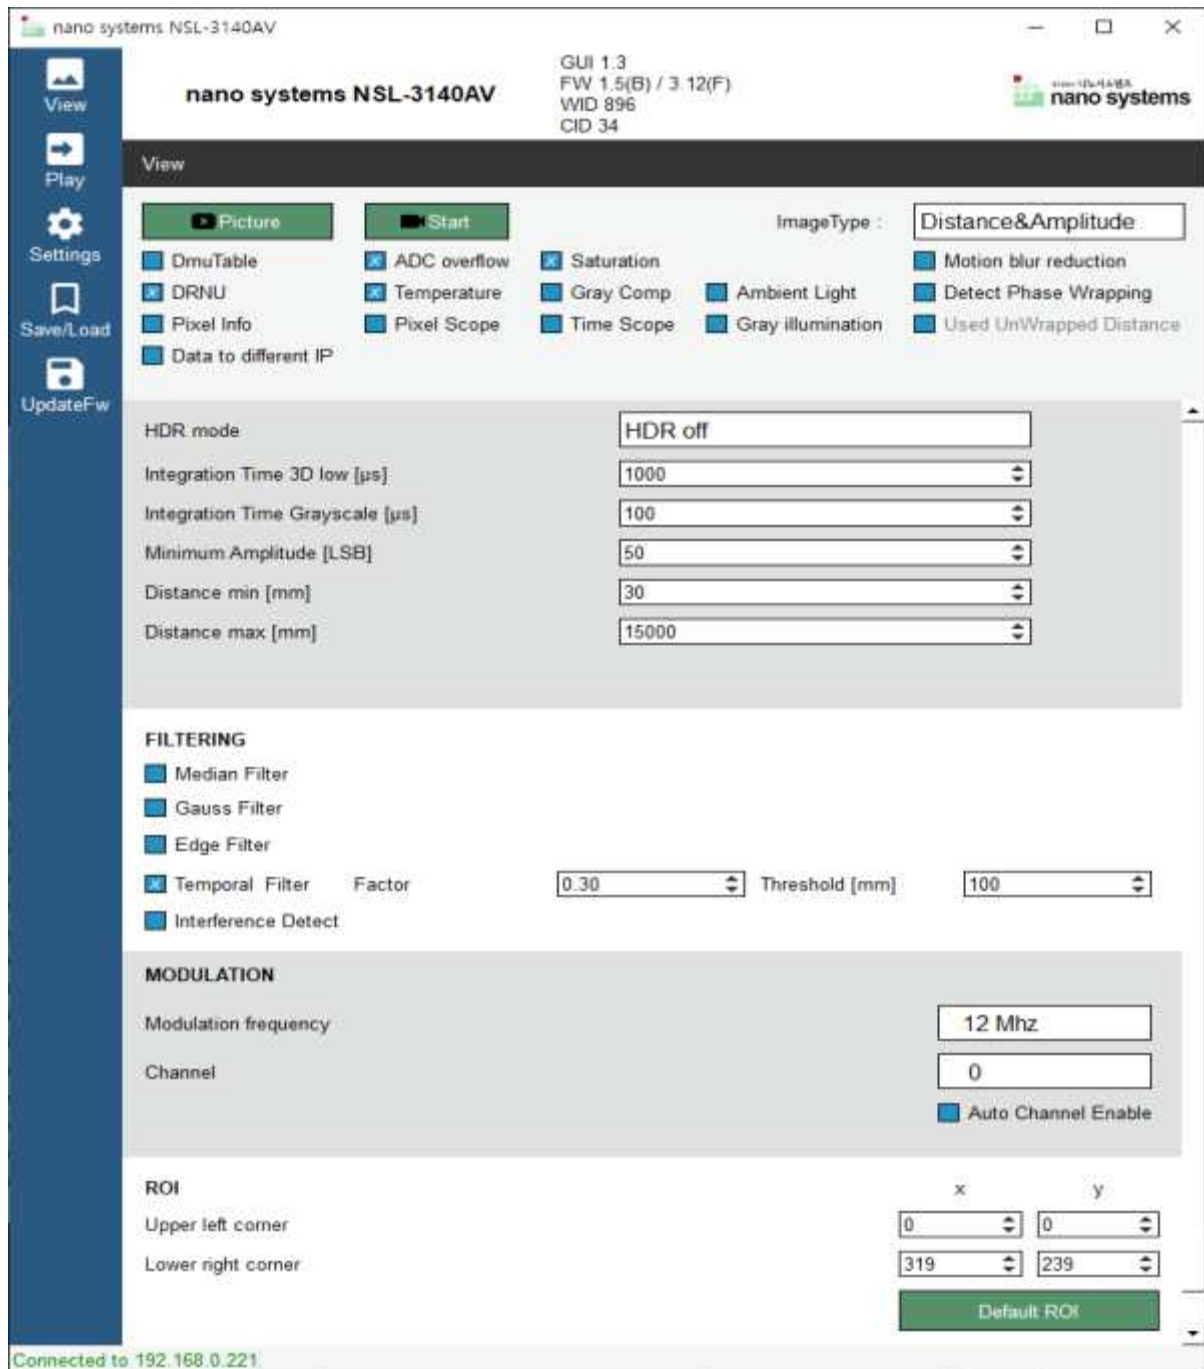 nano systems NSL-3140AV
View
Play
Settings
Save/Load
UpdateFw
nano systems NSL-3140AV
GUI 1.3
FW 1.5(B) / 3.12(F)
WID 896
CID 34
nano systems
View
Picture Start ImageType : Distance&Amplitude
DmuTable ADC overflow Saturation Motion blur reduction
DRNU Temperature Gray Comp Ambient Light Detect Phase Wrapping
Pixel Info Pixel Scope Time Scope Gray illumination Used UnWrapped Distance
Data to different IP
HDR mode HDR off
Integration Time 3D low [µs] 1000
Integration Time Grayscale [µs] 100
Minimum Amplitude [LSB] 50
Distance min [mm] 30
Distance max [mm] 15000
FILTERING
Median Filter
Gauss Filter
Edge Filter
Temporal Filter Factor 0.30 Threshold [mm] 100
Interference Detect
MODULATION
Modulation frequency 12 Mhz
Channel 0
Auto Channel Enable
ROI x y
Upper left corner 0 0
Lower right corner 319 239
Default ROI
Connected to 192.168.0.221